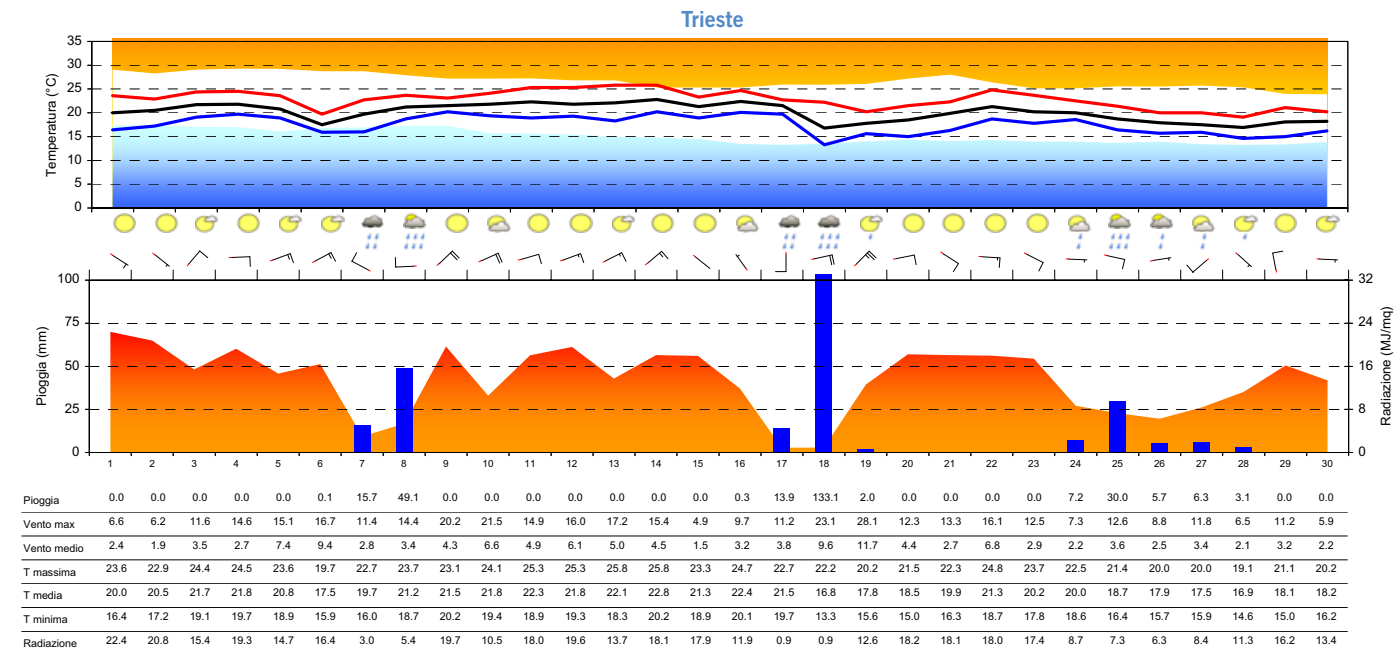 Trieste
Temperatura (°C)
35
30
25
20
15
10
5
0
Pioggia (mm)
100
75
50
25
0
Radiazione (MJ/mq)
32
24
16
8
0
1 2 3 4 5 6 7 8 9 10 11 12 13 14 15 16 17 18 19 20 21 22 23 24 25 26 27 28 29 30
Pioggia 0.0 0.0 0.0 0.0 0.0 0.1 15.7 49.1 0.0 0.0 0.0 0.0 0.0 0.0 0.0 0.3 13.9 133.1 2.0 0.0 0.0 0.0 0.0 7.2 30.0 5.7 6.3 3.1 0.0 0.0
Vento max 6.6 6.2 11.6 14.6 15.1 16.7 11.4 14.4 20.2 21.5 14.9 16.0 17.2 15.4 4.9 9.7 11.2 23.1 28.1 12.3 13.3 16.1 12.5 7.3 12.6 8.8 11.8 6.5 11.2 5.9
Vento medio 2.4 1.9 3.5 2.7 7.4 9.4 2.8 3.4 4.3 6.6 4.9 6.1 5.0 4.5 1.5 3.2 3.8 9.6 11.7 4.4 2.7 6.8 2.9 2.2 3.6 2.5 3.4 2.1 3.2 2.2
T massima 23.6 22.9 24.4 24.5 23.6 19.7 22.7 23.7 23.1 24.1 25.3 25.3 25.8 25.8 23.3 24.7 22.7 22.2 20.2 21.5 22.3 24.8 23.7 22.5 21.4 20.0 20.0 19.1 21.1 20.2
T media 20.0 20.5 21.7 21.8 20.8 17.5 19.7 21.2 21.5 21.8 22.3 21.8 22.1 22.8 21.3 22.4 21.5 16.8 17.8 18.5 19.9 21.3 20.2 20.0 18.7 17.9 17.5 16.9 18.1 18.2
T minima 16.4 17.2 19.1 19.7 18.9 15.9 16.0 18.7 20.2 19.4 18.9 19.3 18.3 20.2 18.9 20.1 19.7 13.3 15.6 15.0 16.3 18.7 17.8 18.6 16.4 15.7 15.9 14.6 15.0 16.2
Radiazione 22.4 20.8 15.4 19.3 14.7 16.4 3.0 5.4 19.7 10.5 18.0 19.6 13.7 18.1 17.9 11.9 0.9 0.9 12.6 18.2 18.1 18.0 17.4 8.7 7.3 6.3 8.4 11.3 16.2 13.4